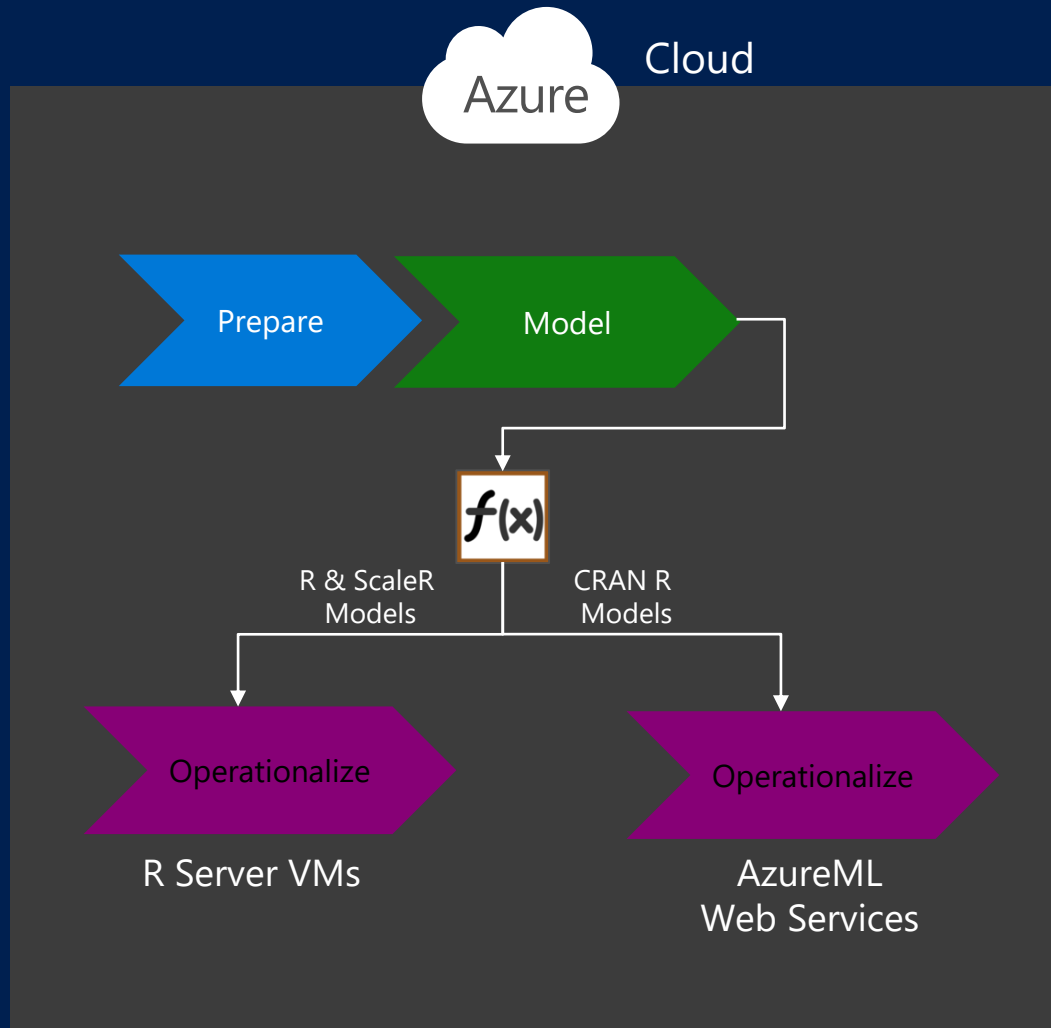 Cloud
Azure
Prepare
Model
f(x)
R & ScaleR
Models
CRAN R
Models
Operationalize
Operationalize
R Server VMs
AzureML
Web Services